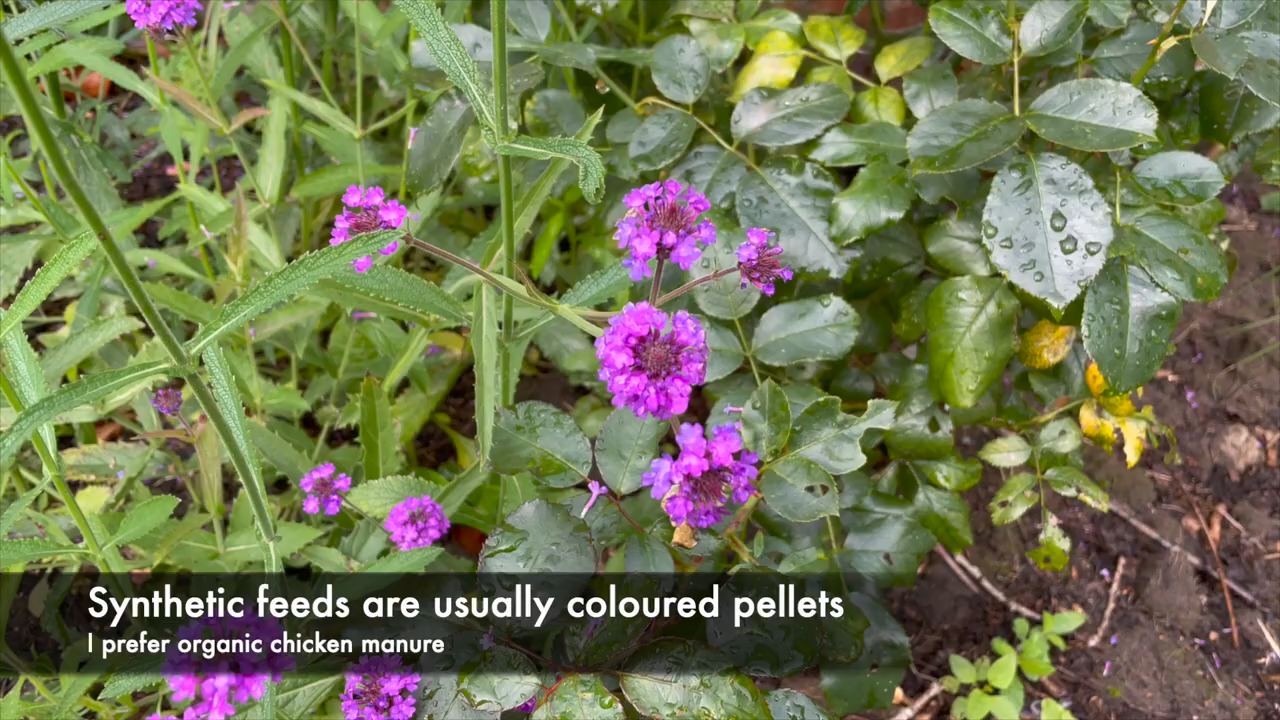 Synthetic feeds are usually coloured pellets
I prefer organic chicken manure